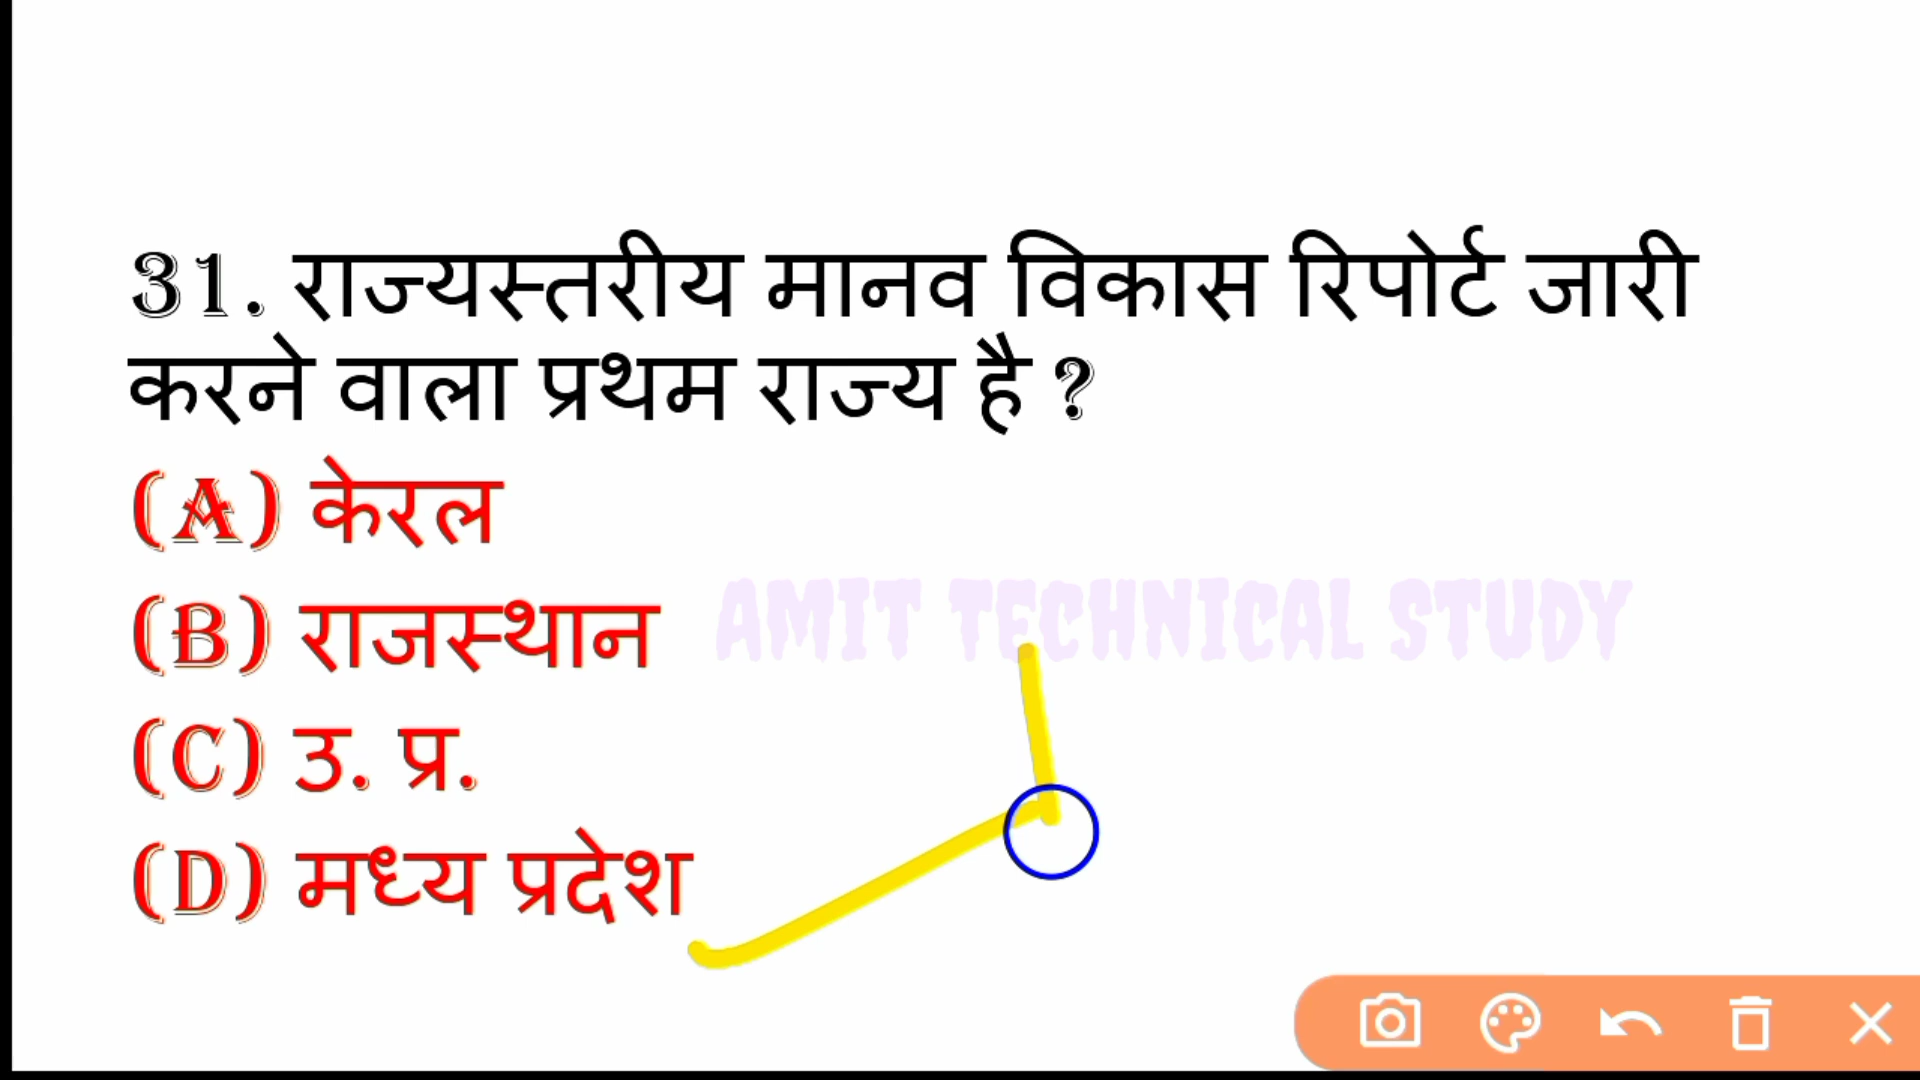 31. राज्यस्तरीय मानव विकास रिपोर्ट जारी
करने वाला प्रथम राज्य है ?
(A) केरल
(B) राजस्थान
AMIT TECHNICAL STUDY
(C) उ. प्र.
(D) मध्य प्रदेश